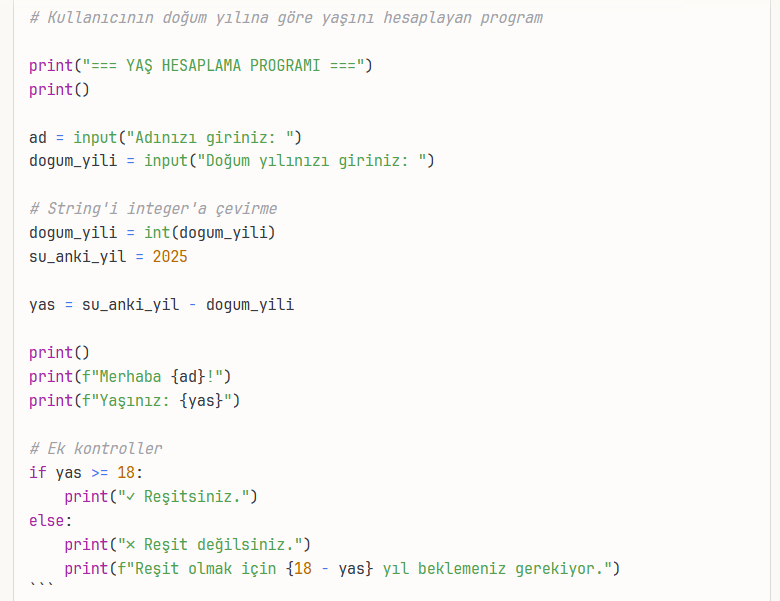 # Kullanıcının doğum yılına göre yaşını hesaplayan program
print("=== YAŞ HESAPLAMA PROGRAMI ===")
print()
ad = input("Adınızı giriniz: ")
dogum_yili = input("Doğum yılınızı giriniz: ")
# String'i integer'a çevirme
dogum_yili = int(dogum_yili)
su_anki_yil = 2025
yas = su_anki_yil - dogum_yili
print()
print(f"Merhaba {ad}!")
print(f"Yaşınız: {yas}")
# Ek kontroller
if yas >= 18:
    print("✓ Reşitsiniz.")
else:
    print("✗ Reşit değilsiniz.")
    print(f"Reşit olmak için {18 - yas} yıl beklemeniz gerekiyor.")
```